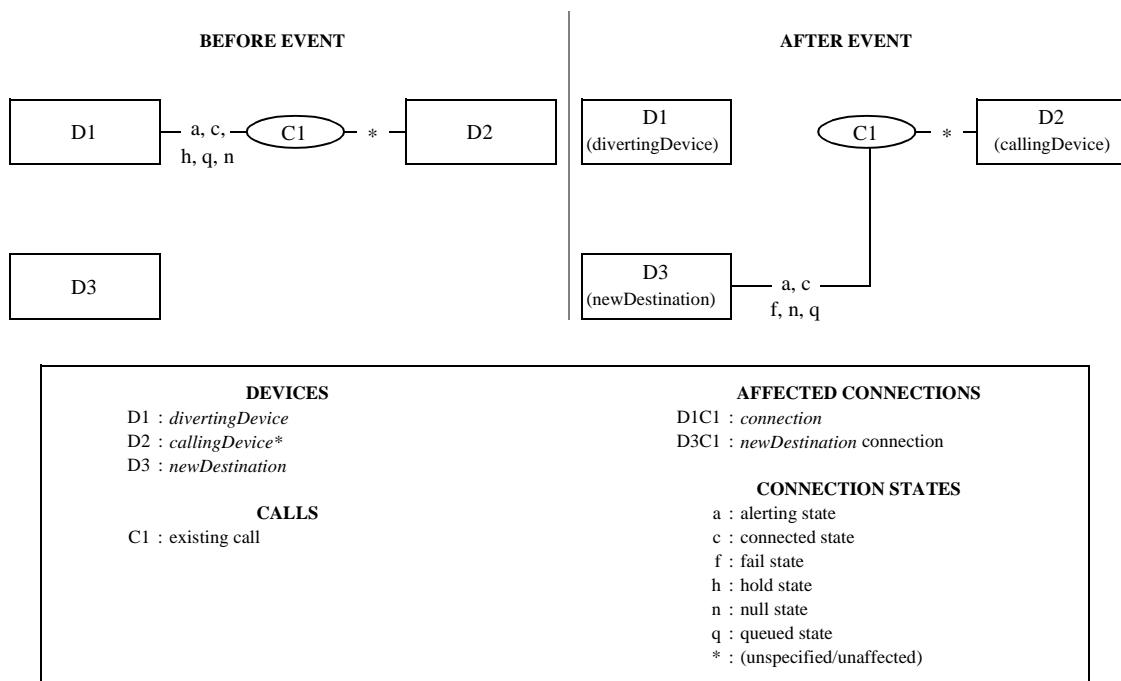 BEFORE EVENT
AFTER EVENT
D1
a, c,
h, q, n
C1
*
D2
D3
D1
(divertingDevice)
C1
*
D2
(callingDevice)
D3
(newDestination)
a, c
f, n, q
DEVICES
D1 : divertingDevice
D2 : callingDevice*
D3 : newDestination
CALLS
C1 : existing call
AFFECTED CONNECTIONS
D1C1 : connection
D3C1 : newDestination connection
CONNECTION STATES
a : alerting state
c : connected state
f : fail state
h : hold state
n : null state
q : queued state
* : (unspecified/unaffected)